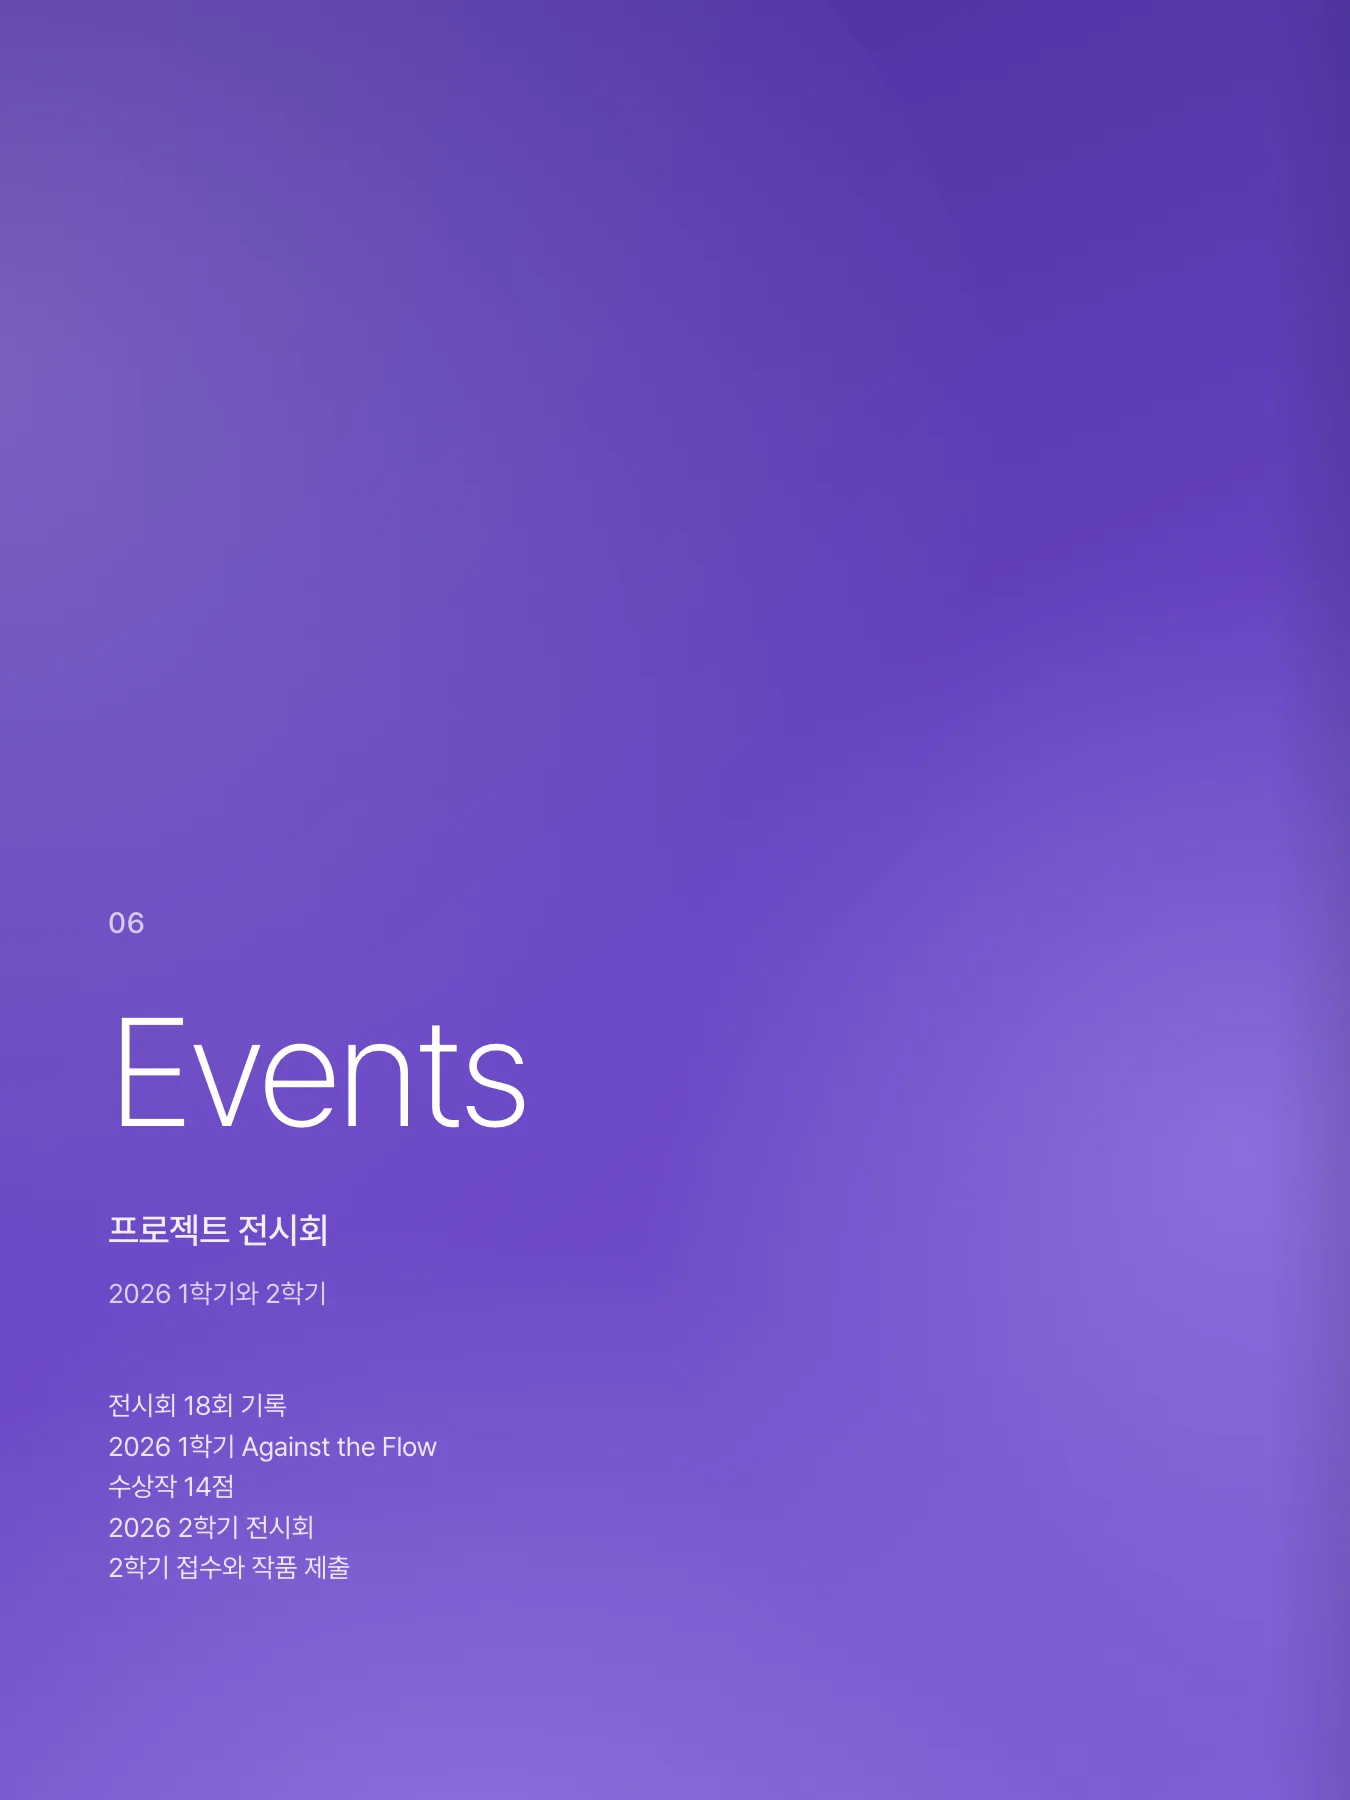 06
Events
프로젝트 전시회
2026 1학기와 2학기
전시회 18회 기록
2026 1학기 Against the Flow
수상작 14점
2026 2학기 전시회
2학기 접수와 작품 제출